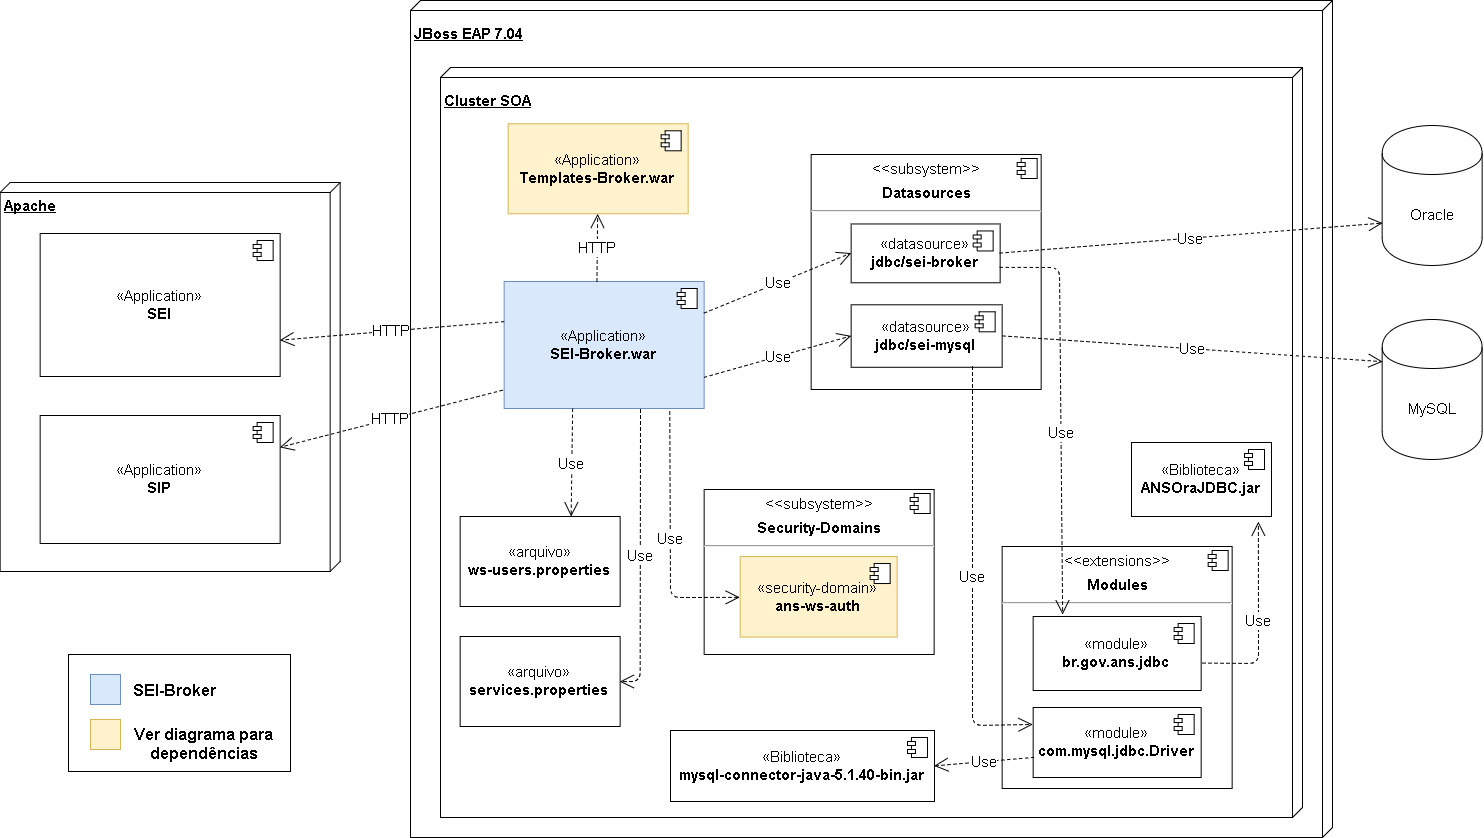 JBoss EAP 7.04
Cluster SOA
«Application»
Templates-Broker.war
<<subsystem>>
Datasources
Apache
Oracle
«datasource»
jdbc/sei-broker
Use
HTTP
«Application»
SEI
Use
«Application»
SEI-Broker.war
HTTP
«datasource»
jdbc/sei-mysql
Use
Use
MySQL
HTTP
Use
«Application»
SIP
Use
«Biblioteca»
ANSOraJDBC.jar
<<subsystem>>
Security-Domains
«arquivo»
ws-users.properties
Use
Use
<<extensions>>
Modules
Use
«security-domain»
ans-ws-auth
Use
«module»
br.gov.ans.jdbc
«arquivo»
services.properties
SEI-Broker
Ver diagrama para
dependências
«module»
com.mysql.jdbc.Driver
Use
«Biblioteca»
mysql-connector-java-5.1.40-bin.jar